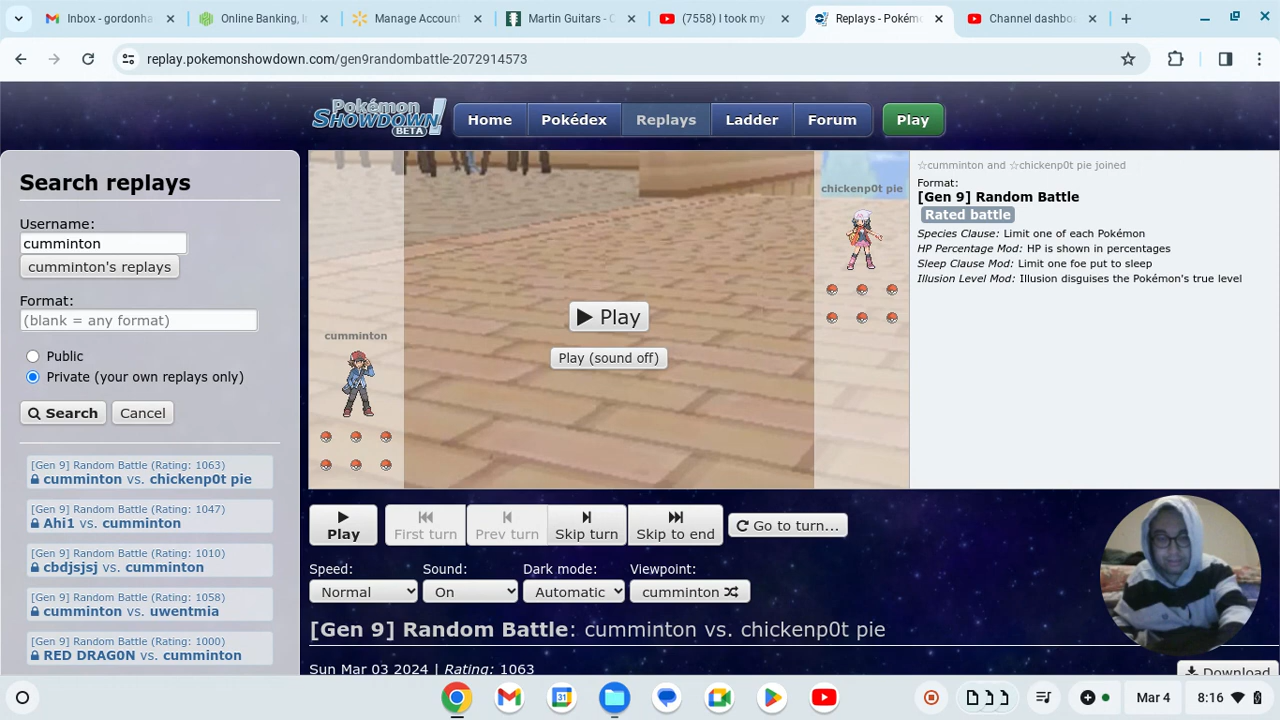 Inbox - gordonha
Online Banking, I
Manage Account
Martin Guitars - C
(7558) I took my
Replays - Pokém
Channel dashbo
replay.pokemonshowdown.com/gen9randombattle-2072914573
Pokémon
SHOWDOWN!
BETA
Home
Pokédex
Replays
Ladder
Forum
Play
Search replays
Username:
cumminton
cumminton's replays
Format:
(blank = any format)
Public
Private (your own replays only)
Search
Cancel
[Gen 9] Random Battle (Rating: 1063)
cumminton vs. chickenp0t pie
[Gen 9] Random Battle (Rating: 1047)
Ahi1 vs. cumminton
[Gen 9] Random Battle (Rating: 1010)
cbdjsjsj vs. cumminton
[Gen 9] Random Battle (Rating: 1058)
cumminton vs. uwentmia
[Gen 9] Random Battle (Rating: 1000)
RED DRAG0N vs. cumminton
chickenp0t pie
cumminton
Play
Play (sound off)
☆cumminton and ☆chickenp0t pie joined
Format:
[Gen 9] Random Battle
Rated battle
Species Clause: Limit one of each Pokémon
HP Percentage Mod: HP is shown in percentages
Sleep Clause Mod: Limit one foe put to sleep
Illusion Level Mod: Illusion disguises the Pokémon's true level
Play
First turn
Prev turn
Skip turn
Skip to end
Go to turn...
Speed:
Sound:
Dark mode:
Viewpoint:
Normal
On
Automatic
cumminton
[Gen 9] Random Battle: cumminton vs. chickenp0t pie
Sun Mar 03 2024 | Rating: 1063
Download
Mar 4
8:16